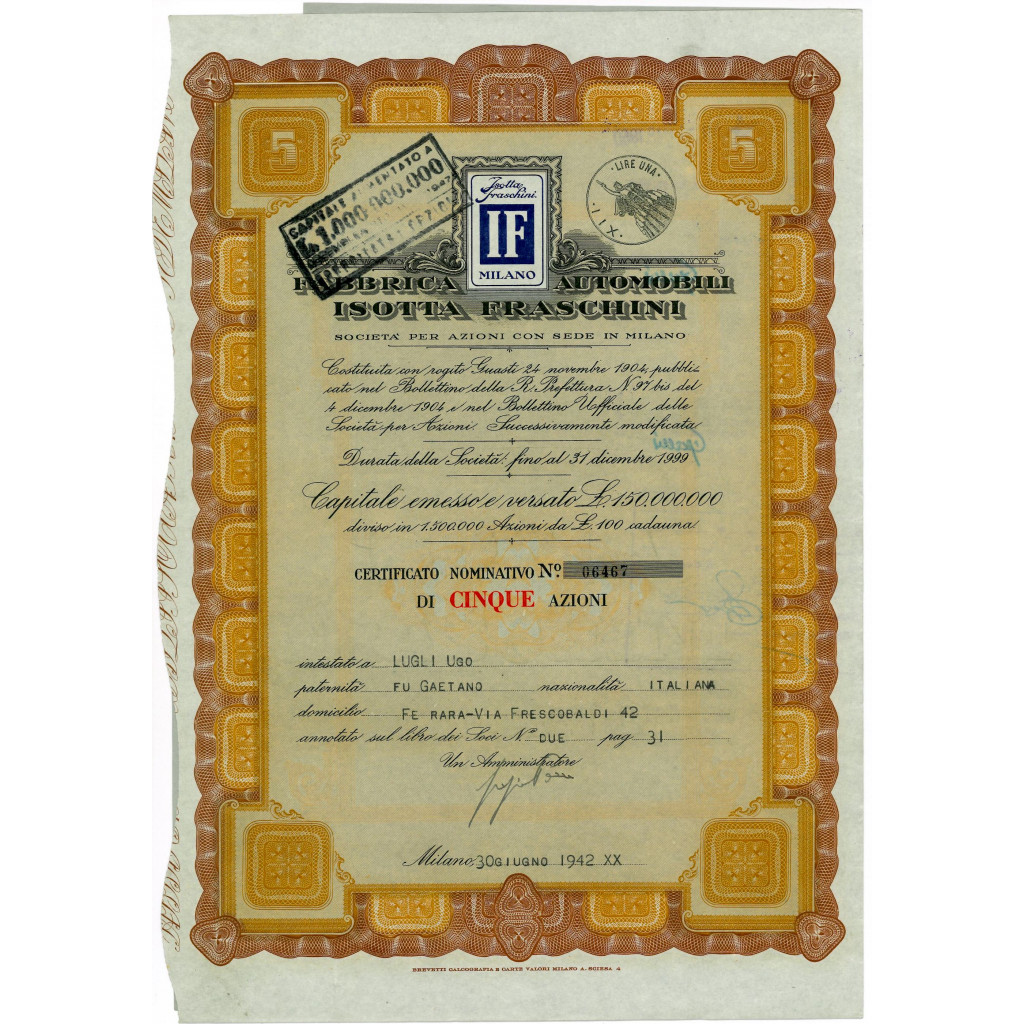 5
5
CAPITALE AUMENTATO A
L. 1.000.000.000
·LIRE UNA·
·IX·
Isotta
Fraschini.
IF
MILANO
FABBRICA AUTOMOBILI
ISOTTA FRASCHINI
SOCIETA' PER AZIONI CON SEDE IN MILANO
Costituita con rogito Guasti 24 novembre 1904, pubbli-
cato nel Bollettino della R. Prefettura N. 97 bis del
4 dicembre 1904 e nel Bollettino Ufficiale delle
Società per Azioni. Successivamente modificata
Durata della Società: fino al 31 dicembre 1999
Capitale emesso e versato £. 150.000.000
diviso in 1.500.000 Azioni da £. 100 cadauna
CERTIFICATO NOMINATIVO Nº. 06467
DI CINQUE AZIONI
intestato a LUGLI UGO
paternità FU GAETANO nazionalità ITALIANA
domicilio FE RARA-VIA FRESCOBALDI 42
annotato sul libro dei Soci Nº DUE pag. 31
Un Amministratore
Milano, 30 GIUGNO 1942 XX
BREVETTI CALCOGRAFIA E CARTE VALORI MILANO A. SCIESA 4